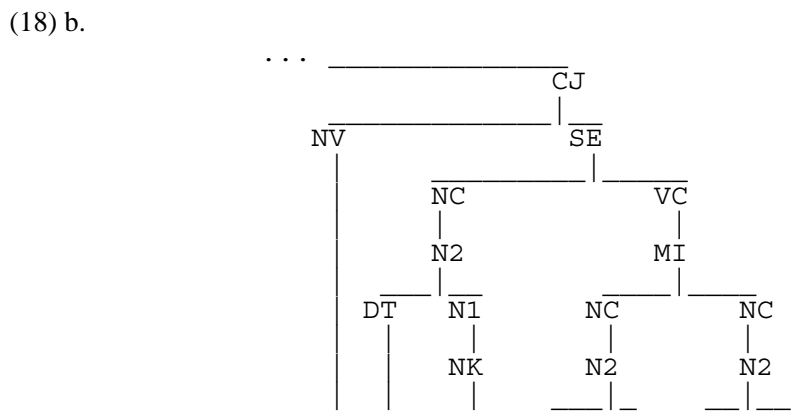 (18) b.
...
CJ
NV SE
NC VC
N2 MI
DT N1 NC NC
NK N2 N2